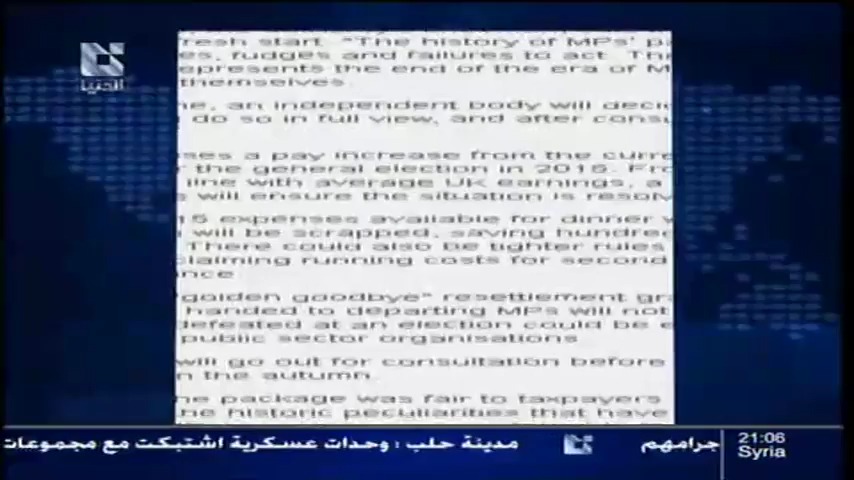 resh start. "The history of MPs' pa
es, fudges and failures to act. Thi
epresents the end of the era of M
themselves.
ne, an independent body will decid
do so in full view, and after consu
ses a pay increase from the curre
r the general election in 2015. Fro
line with average UK earnings, a
s will ensure the situation is resolv
15 expenses available for dinner w
will be scrapped, saving hundred
There could also be tighter rules
claiming running costs for second
nce.
"golden goodbye" resettlement gra
handed to departing MPs will not
defeated at an election could be e
public sector organisations.
will go out for consultation before
n the autumn.
he package was fair to taxpayers
he historic peculiarities that have
الدنيا
جرامهم
مدينة حلب : وحدات عسكرية اشتبكت مع مجموعات
21:06
Syria